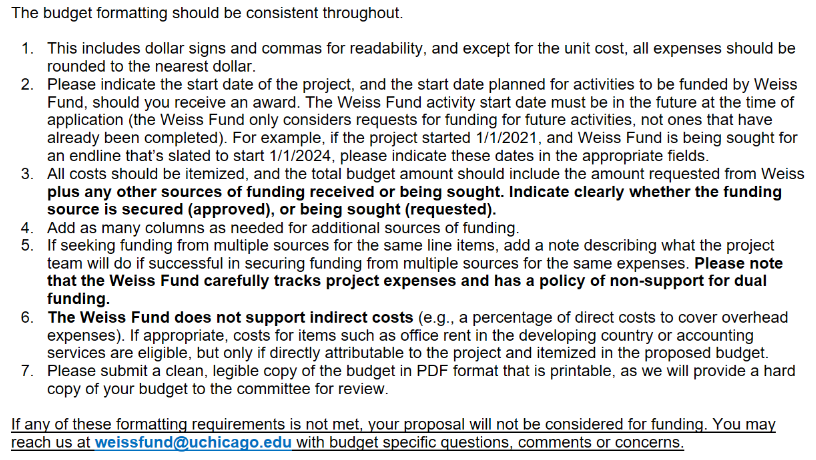 The budget formatting should be consistent throughout.
1. This includes dollar signs and commas for readability, and except for the unit cost, all expenses should be
rounded to the nearest dollar.
2. Please indicate the start date of the project, and the start date planned for activities to be funded by Weiss
Fund, should you receive an award. The Weiss Fund activity start date must be in the future at the time of
application (the Weiss Fund only considers requests for funding for future activities, not ones that have
already been completed). For example, if the project started 1/1/2021, and Weiss Fund is being sought for
an endline that's slated to start 1/1/2024, please indicate these dates in the appropriate fields.
3. All costs should be itemized, and the total budget amount should include the amount requested from Weiss
plus any other sources of funding received or being sought. Indicate clearly whether the funding
source is secured (approved), or being sought (requested).
4. Add as many columns as needed for additional sources of funding.
5. If seeking funding from multiple sources for the same line items, add a note describing what the project
team will do if successful in securing funding from multiple sources for the same expenses. Please note
that the Weiss Fund carefully tracks project expenses and has a policy of non-support for dual
funding.
6. The Weiss Fund does not support indirect costs (e.g., a percentage of direct costs to cover overhead
expenses). If appropriate, costs for items such as office rent in the developing country or accounting
services are eligible, but only if directly attributable to the project and itemized in the proposed budget.
7. Please submit a clean, legible copy of the budget in PDF format that is printable, as we will provide a hard
copy of your budget to the committee for review.
If any of these formatting requirements is not met, your proposal will not be considered for funding. You may
reach us at weissfund@uchicago.edu with budget specific questions, comments or concerns.